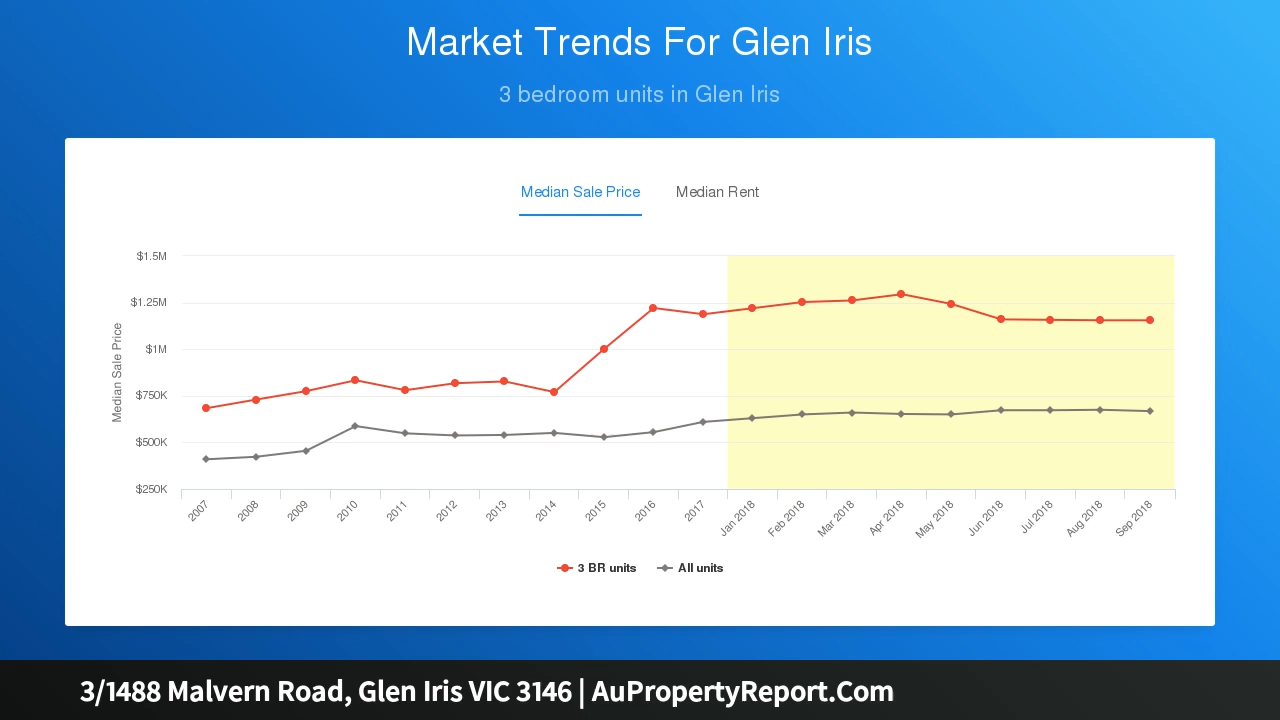 Market Trends For Glen Iris
3 bedroom units in Glen Iris
Median Sale Price
Median Rent
Median Sale Price
$1.5M
$1.25M
$1M
$750K
$500K
$250K
2007
2008
2009
2010
2011
2012
2013
2014
2015
2016
2017
Jan 2018
Feb 2018
Mar 2018
Apr 2018
May 2018
Jun 2018
Jul 2018
Aug 2018
Sep 2018
3 BR units
All units
3/1488 Malvern Road, Glen Iris VIC 3146 | AuPropertyReport.Com